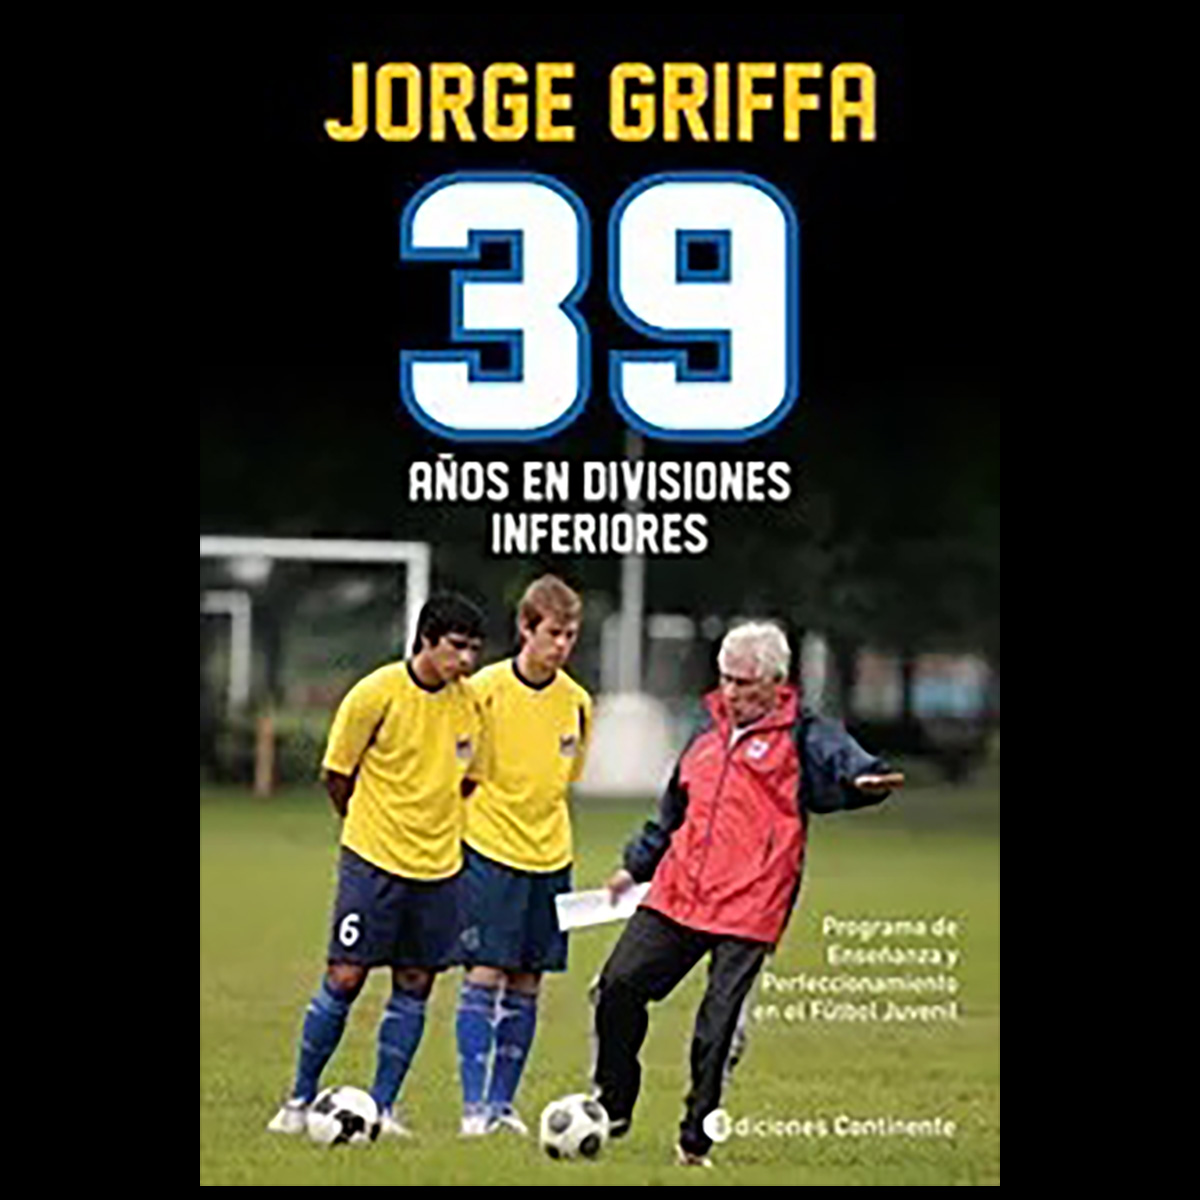 JORGE GRIFFA
39
AÑOS EN DIVISIONES
INFERIORES
6
Programa de
Enseñanza y
Perfeccionamiento
en el Fútbol Juvenil
Ediciones Continente